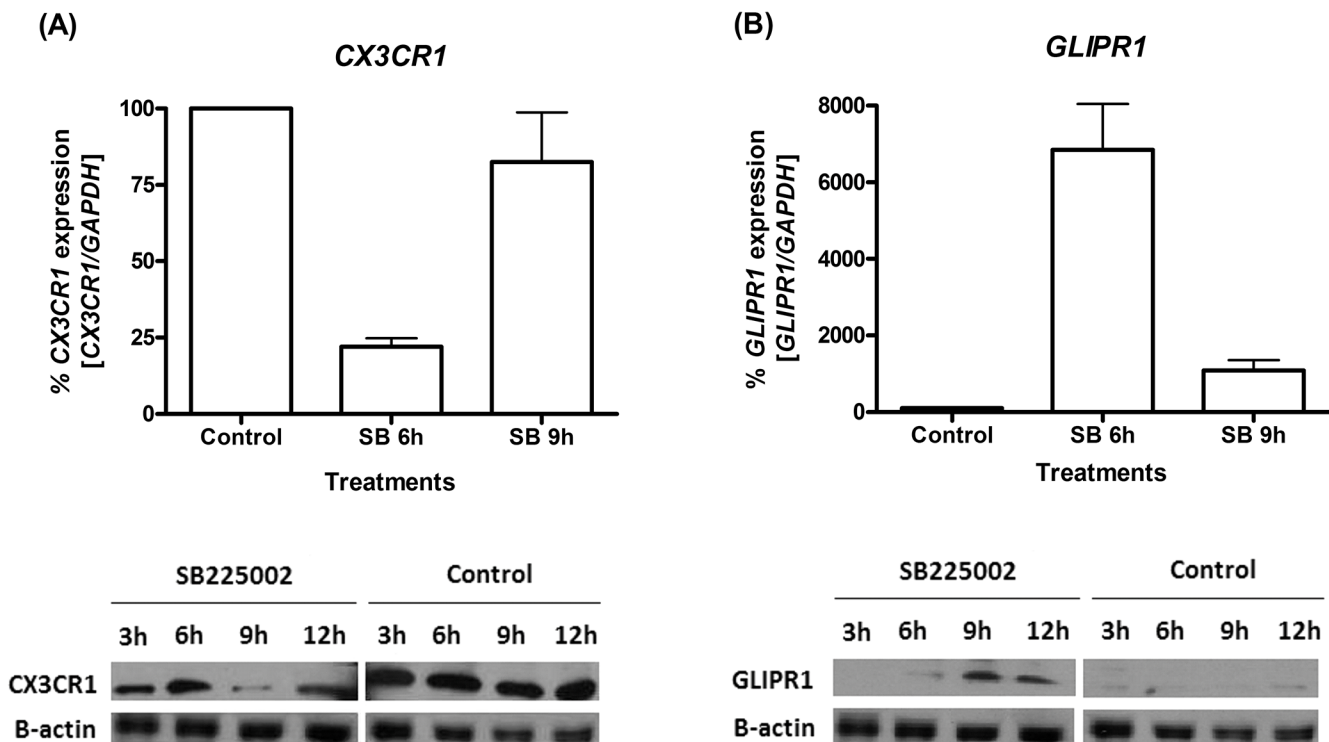 (A)
CX3CR1
% CX3CR1 expression
[CX3CR1/GAPDH]
100
75
50
25
0
Control SB 6h SB 9h
Treatments
SB225002 Control
3h 6h 9h 12h 3h 6h 9h 12h
CX3CR1
B-actin
(B)
GLIPR1
% GLIPR1 expression
[GLIPR1/GAPDH]
8000
6000
4000
2000
0
Control SB 6h SB 9h
Treatments
SB225002 Control
3h 6h 9h 12h 3h 6h 9h 12h
GLIPR1
B-actin